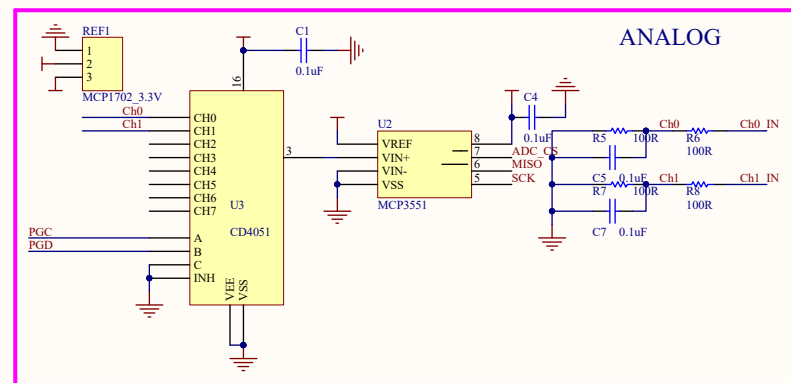 ANALOG
REF1
1
2
3
MCP1702_3.3V
C1
0.1uF
16
Ch0
Ch1
CH0
CH1
CH2
CH3
CH4
CH5
CH6
CH7
U3
CD4051
3
PGC
PGD
A
B
C
INH
VEE
VSS
U2
VREF
VIN+
VIN-
VSS
MCP3551
8
7
6
5
ADC_CS
MISO
SCK
C4
0.1uF
R5
100R
Ch0
R6
100R
Ch0_IN
C5
0.1uF
R7
100R
Ch1
R8
100R
Ch1_IN
C7
0.1uF